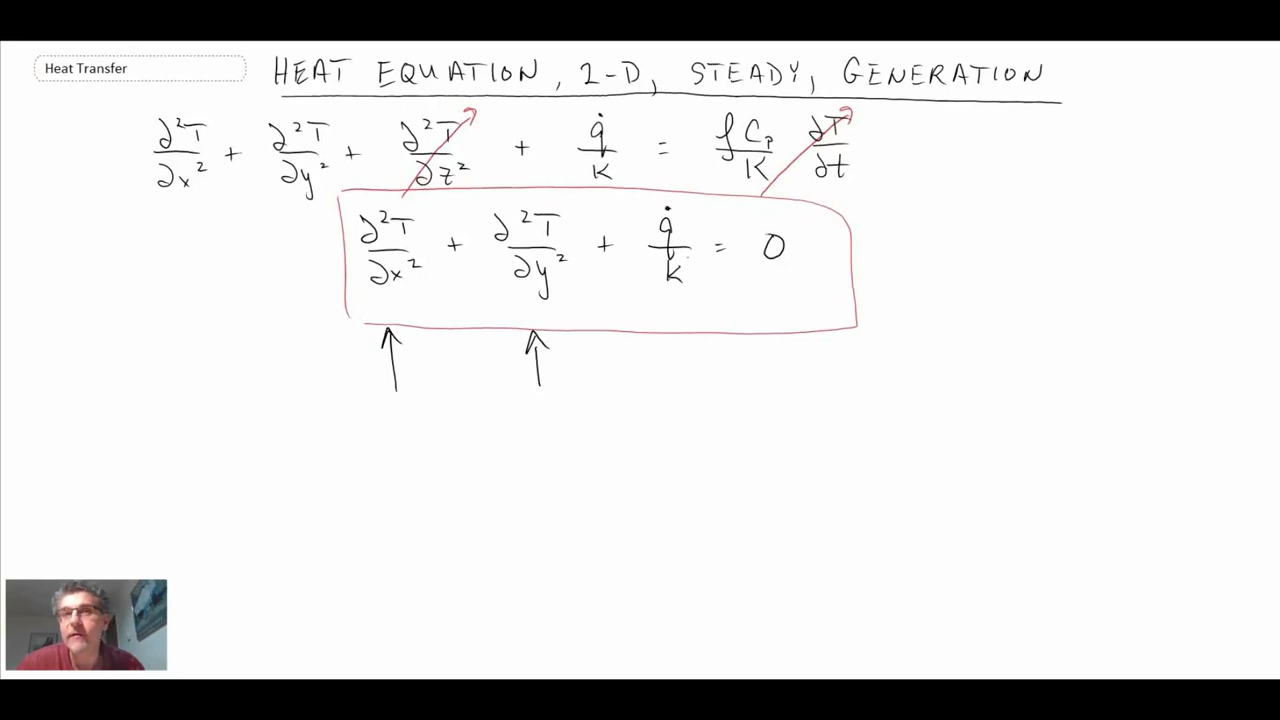 Heat Transfer
HEAT EQUATION, 2-D, STEADY, GENERATION
∂²T/∂x² + ∂²T/∂y² + ∂²T/∂z² + q̇/K = ρCₚ/K ∂T/∂t
∂²T/∂x² + ∂²T/∂y² + q̇/k = 0